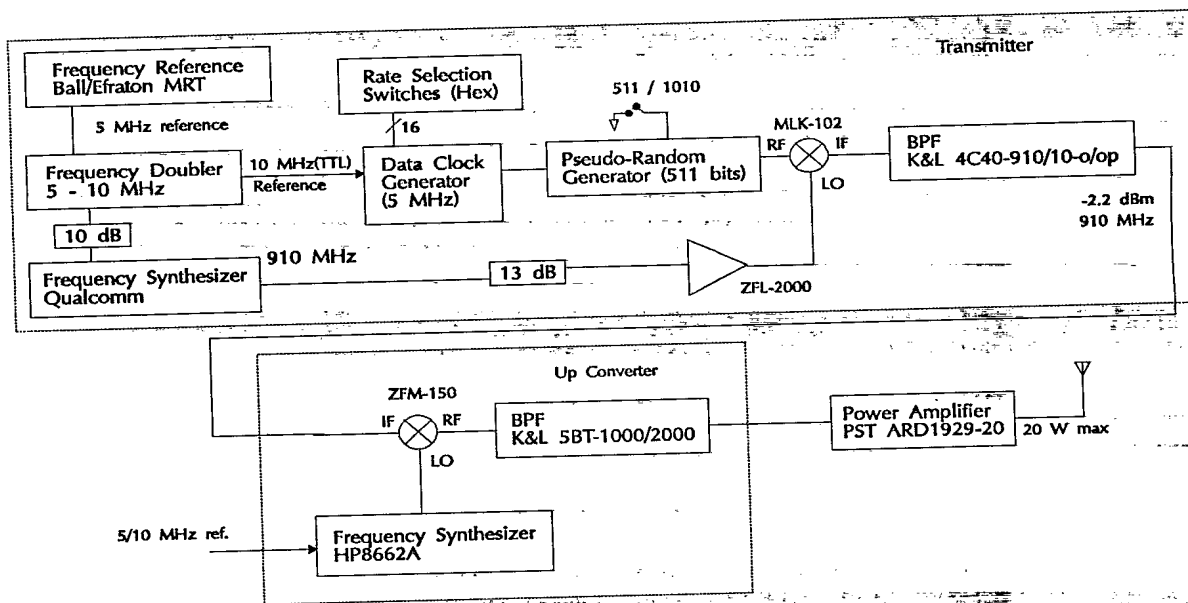 Transmitter
Frequency Reference
Ball/Efraton MRT
Rate Selection
Switches (Hex)
511 / 1010
5 MHz reference
16
MLK-102
Frequency Doubler
5 - 10 MHz
10 MHz(TTL)
Reference
Data Clock
Generator
(5 MHz)
Pseudo-Random
Generator (511 bits)
RF
IF
LO
BPF
K&L 4C40-910/10-o/op
-2.2 dBm
910 MHz
10 dB
Frequency Synthesizer
Qualcomm
910 MHz
13 dB
ZFL-2000
Up Converter
ZFM-150
IF
RF
LO
BPF
K&L 5BT-1000/2000
Power Amplifier
PST ARD1929-20
20 W max
5/10 MHz ref.
Frequency Synthesizer
HP8662A